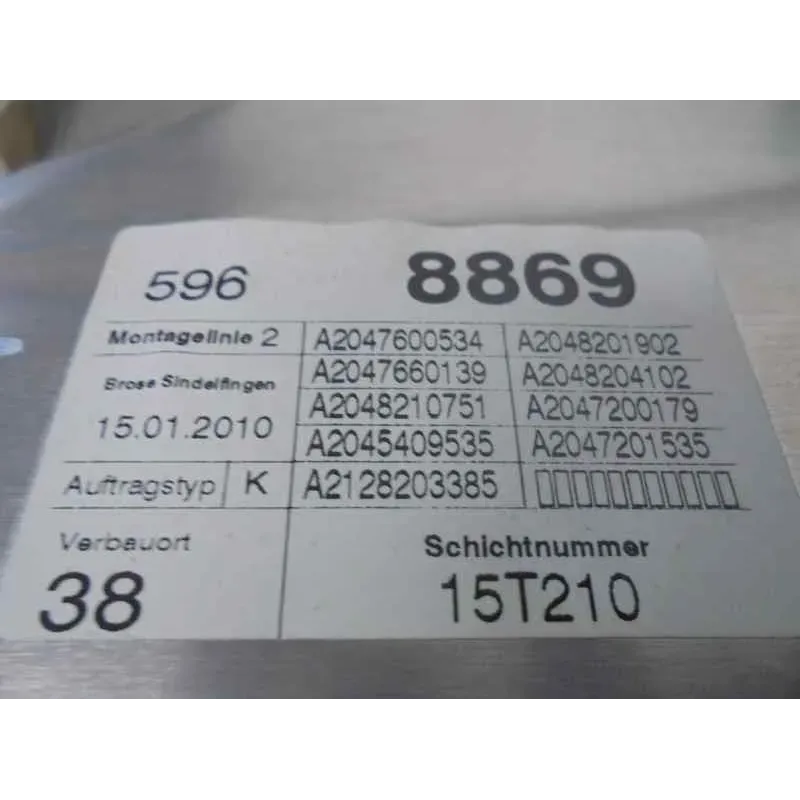 596 8869
Montagelinie 2 A2047600534 A2048201902
A2047660139 A2048204102
Brose Sindelfingen
A2048210751 A2047200179
15.01.2010
A2045409535 A2047201535
Auftragstyp K A2128203385
Verbauort Schichtnummer
38 15T210